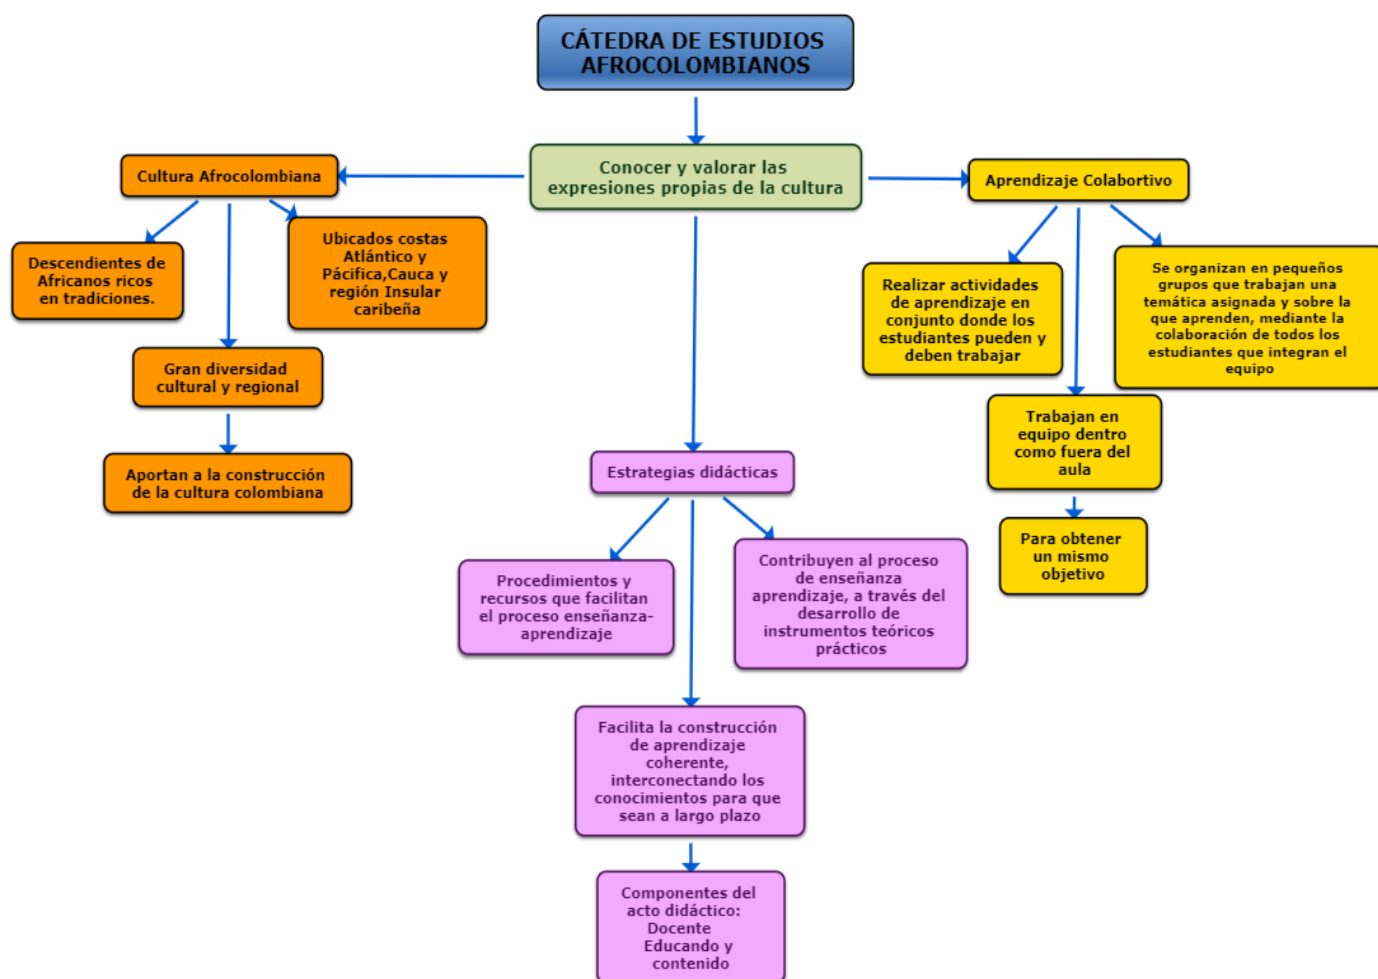 CÁTEDRA DE ESTUDIOS
AFROCOLOMBIANOS
Conocer y valorar las
expresiones propias de la cultura
Cultura Afrocolombiana
Descendientes de
Africanos ricos
en tradiciones.
Ubicados costas
Atlántico y
Pácifica,Cauca y
región Insular
caribeña
Gran diversidad
cultural y regional
Aportan a la construcción
de la cultura colombiana
Estrategias didácticas
Procedimientos y
recursos que facilitan
el proceso enseñanza-
aprendizaje
Contribuyen al proceso
de enseñanza
aprendizaje, a través del
desarrollo de
instrumentos teóricos
prácticos
Facilita la construcción
de aprendizaje
coherente,
interconectando los
conocimientos para que
sean a largo plazo
Componentes del
acto didáctico:
Docente
Educando y
contenido
Aprendizaje Colabortivo
Realizar actividades
de aprendizaje en
conjunto donde los
estudiantes pueden y
deben trabajar
Se organizan en pequeños
grupos que trabajan una
temática asignada y sobre la
que aprenden, mediante la
colaboración de todos los
estudiantes que integran el
equipo
Trabajan en
equipo dentro
como fuera del
aula
Para obtener
un mismo
objetivo